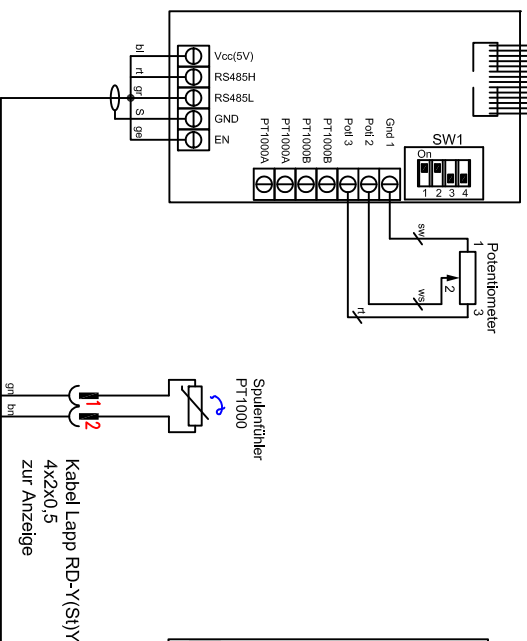 bl
rt
gr
S
ge
Vcc(5V)
RS485H
RS485L
GND
EN
PT1000A
PT1000A
PT1000B
PT1000B
Poti 3
Poti 2
Gnd 1
SW1
On
1 2 3 4
sw
ws
rt
1
2
3
Potentiometer
Spulenfühler
PT1000
1
2
gn
bn
Kabel Lapp RD-Y(St)Y
4x2x0,5
zur Anzeige